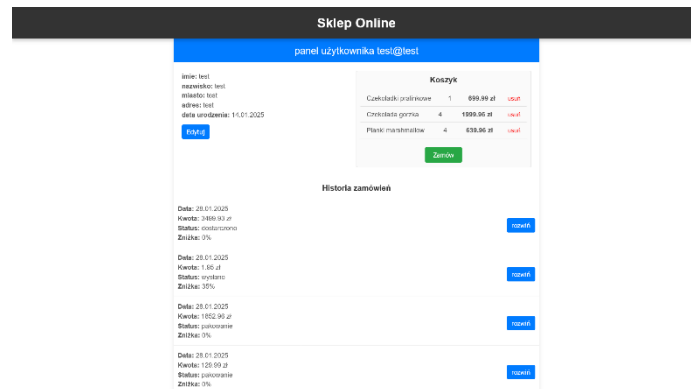 Sklep Online
panel użytkownika test@test
imie: test
nazwisko: test
miasto: test
adres: test
data urodzenia: 14.01.2025
Edytuj
Koszyk
Czekoladki pralinkowe 1 699.99 zł usuń
Czekolada gorzka 4 1999.96 zł usuń
Pianki marshmallow 4 639.96 zł usuń
Zamów
Historia zamówień
Data: 28.01.2025
Kwota: 3499.93 zł
Status: dostarczono
Zniżka: 0%
rozwiń
Data: 28.01.2025
Kwota: 1.95 zł
Status: wysłano
Zniżka: 35%
rozwiń
Data: 28.01.2025
Kwota: 1852.96 zł
Status: pakowanie
Zniżka: 0%
rozwiń
Data: 28.01.2025
Kwota: 129.99 zł
Status: pakowanie
Zniżka: 0%
rozwiń